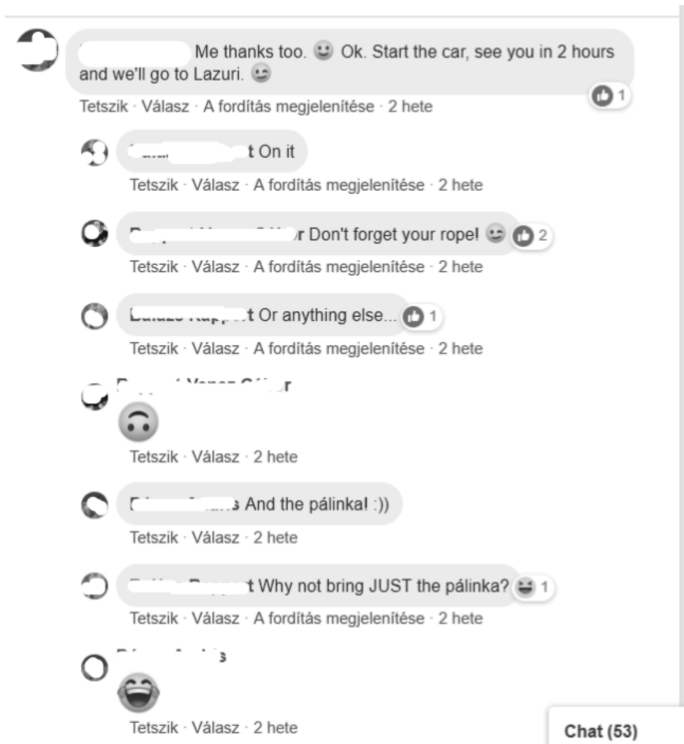 Me thanks too. Ok. Start the car, see you in 2 hours
and we'll go to Lazuri.
1
Tetszik · Válasz · A fordítás megjelenítése · 2 hete
On it
Tetszik · Válasz · A fordítás megjelenítése · 2 hete
Don't forget your rope! 2
Tetszik · Válasz · A fordítás megjelenítése · 2 hete
Or anything else... 1
Tetszik · Válasz · A fordítás megjelenítése · 2 hete
Tetszik · Válasz · 2 hete
And the pálinka! :))
Tetszik · Válasz · 2 hete
Why not bring JUST the pálinka? 1
Tetszik · Válasz · A fordítás megjelenítése · 2 hete
Tetszik · Válasz · 2 hete
Chat (53)